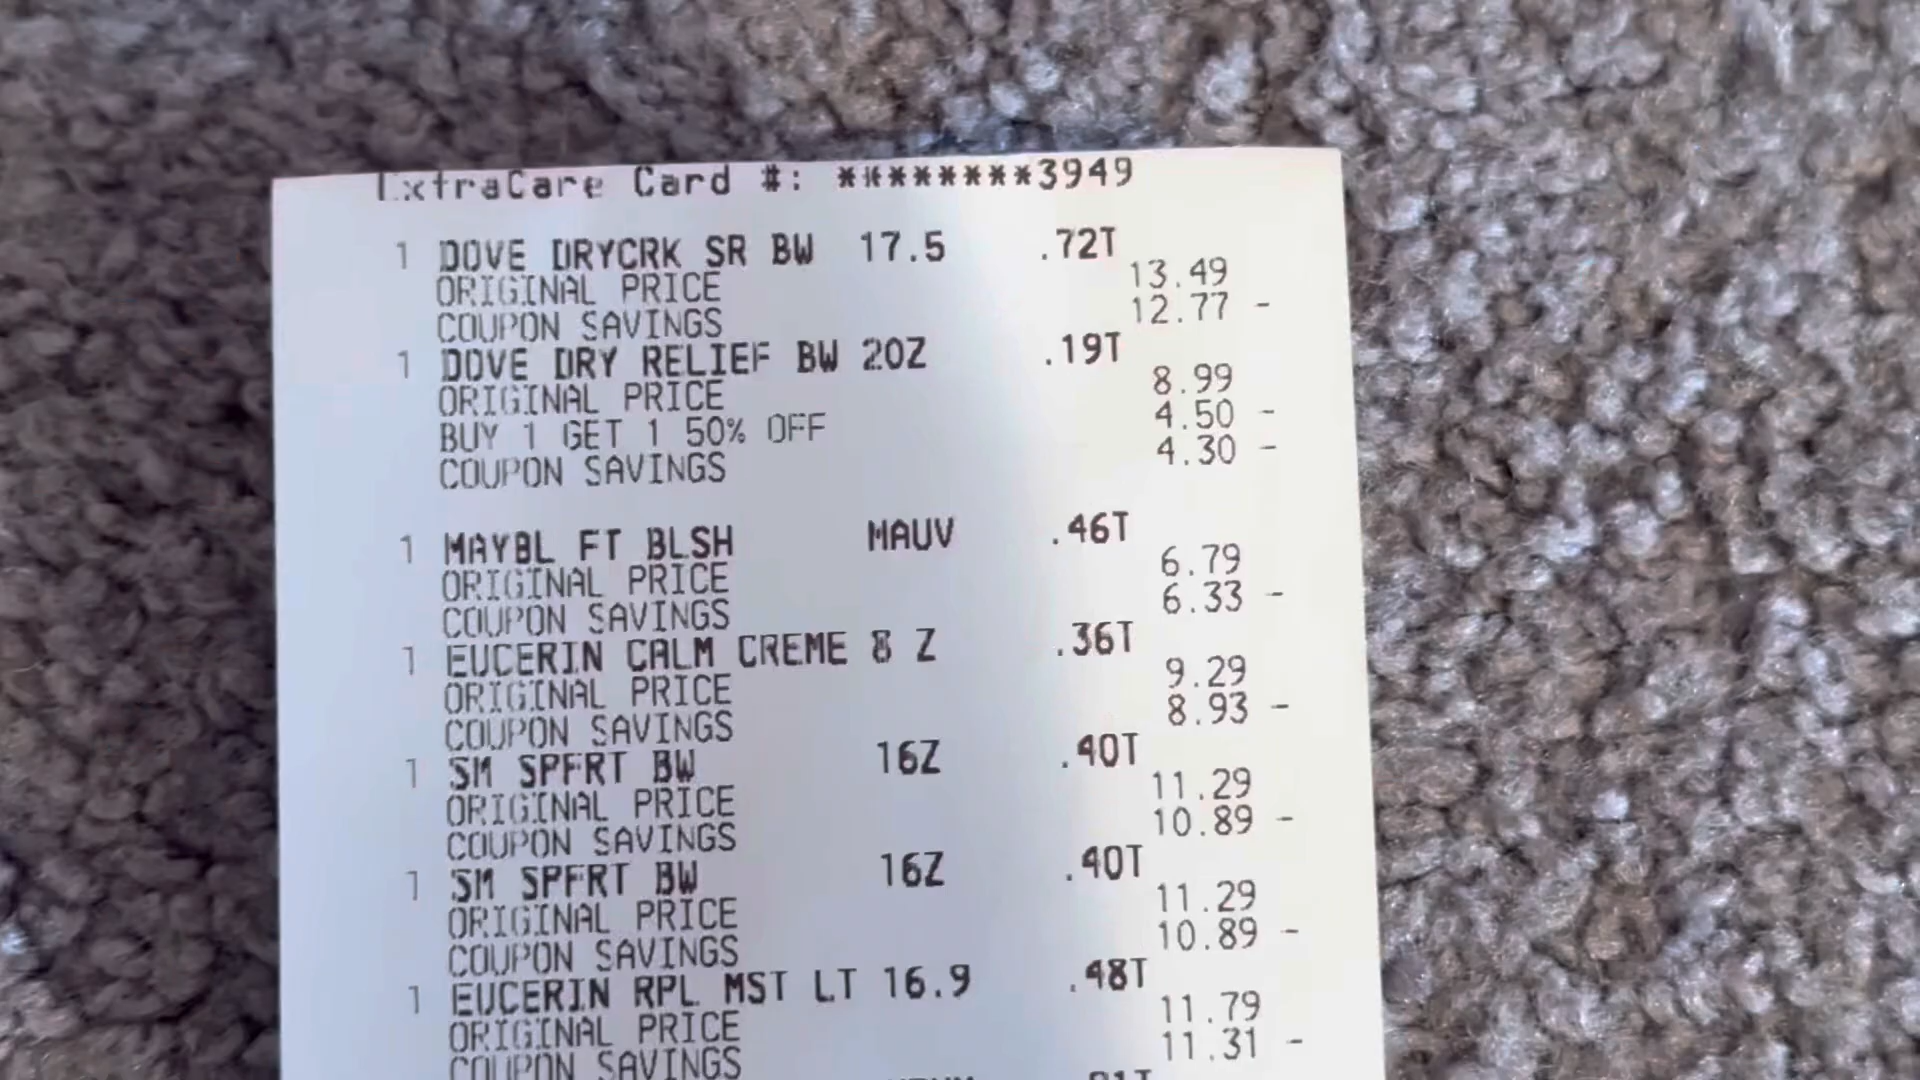 ExtraCare Card #: ********3949
1 DOVE DRYCRK SR BW 17.5 .72T
ORIGINAL PRICE 13.49
COUPON SAVINGS 12.77 -
1 DOVE DRY RELIEF BW 20Z .19T
ORIGINAL PRICE 8.99
BUY 1 GET 1 50% OFF 4.50 -
COUPON SAVINGS 4.30 -
1 MAYBL FT BLSH MAUV .46T
ORIGINAL PRICE 6.79
COUPON SAVINGS 6.33 -
1 EUCERIN CALM CREME 8 Z .36T
ORIGINAL PRICE 9.29
COUPON SAVINGS 8.93 -
1 SM SPFRT BW 16Z .40T
ORIGINAL PRICE 11.29
COUPON SAVINGS 10.89 -
1 SM SPFRT BW 16Z .40T
ORIGINAL PRICE 11.29
COUPON SAVINGS 10.89 -
1 EUCERIN RPL MST LT 16.9 .48T
ORIGINAL PRICE 11.79
COUPON SAVINGS 11.31 -